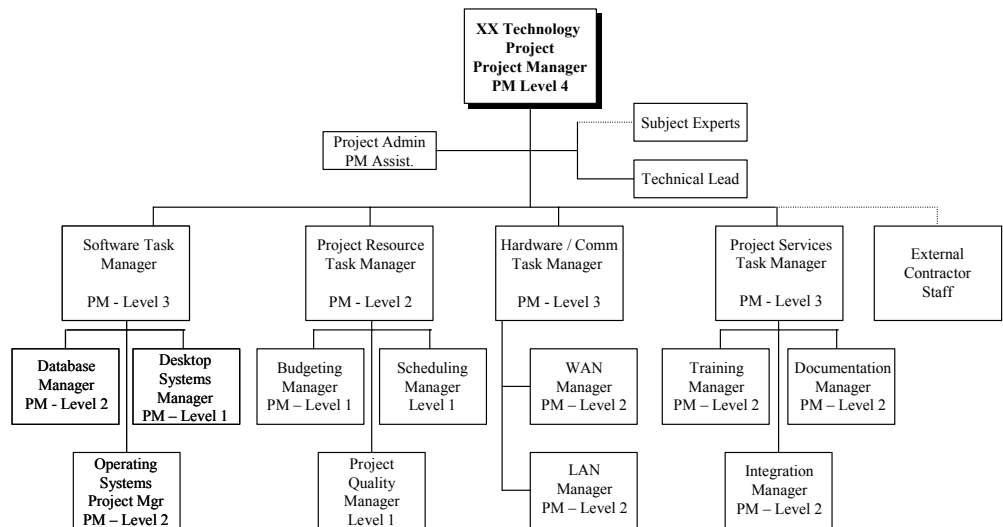 XX Technology
Project
Project Manager
PM Level 4
Subject Experts
Project Admin
PM Assist.
Technical Lead
Software Task
Manager
PM - Level 3
Project Resource
Task Manager
PM - Level 2
Hardware / Comm
Task Manager
PM - Level 3
Project Services
Task Manager
PM - Level 3
External
Contractor
Staff
Database
Manager
PM - Level 2
Desktop
Systems
Manager
PM – Level 1
Budgeting
Manager
PM – Level 1
Scheduling
Manager
Level 1
WAN
Manager
PM – Level 2
Training
Manager
PM – Level 2
Documentation
Manager
PM – Level 2
Operating
Systems
Project Mgr
PM – Level 2
Project
Quality
Manager
Level 1
LAN
Manager
PM – Level 2
Integration
Manager
PM – Level 2